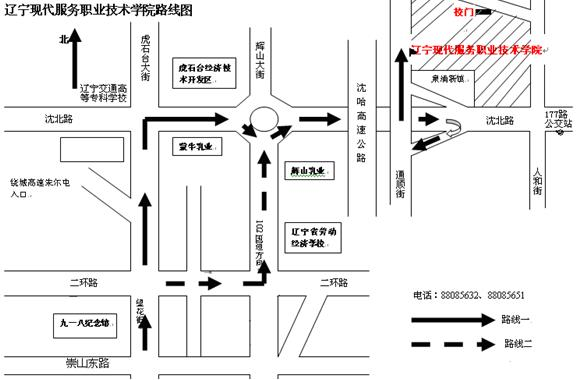 辽宁现代服务职业技术学院路线图
校门
北
虎石台大街
辉山大街
虎石台经济技
术开发区
辽宁现代服务职业技术学院
辽宁交通高
等专科学校
沈哈高速公路
177路
公交站
沈北路
沈北路
蒙牛乳业
辉山乳业
绕城高速朱尔屯
入口
通顺街
人和街
102国道方向
辽宁省劳动
经济学校
二环路
二环路
望花街
电话：88085632、88085651
九一八纪念馆
路线一
路线二
崇山东路